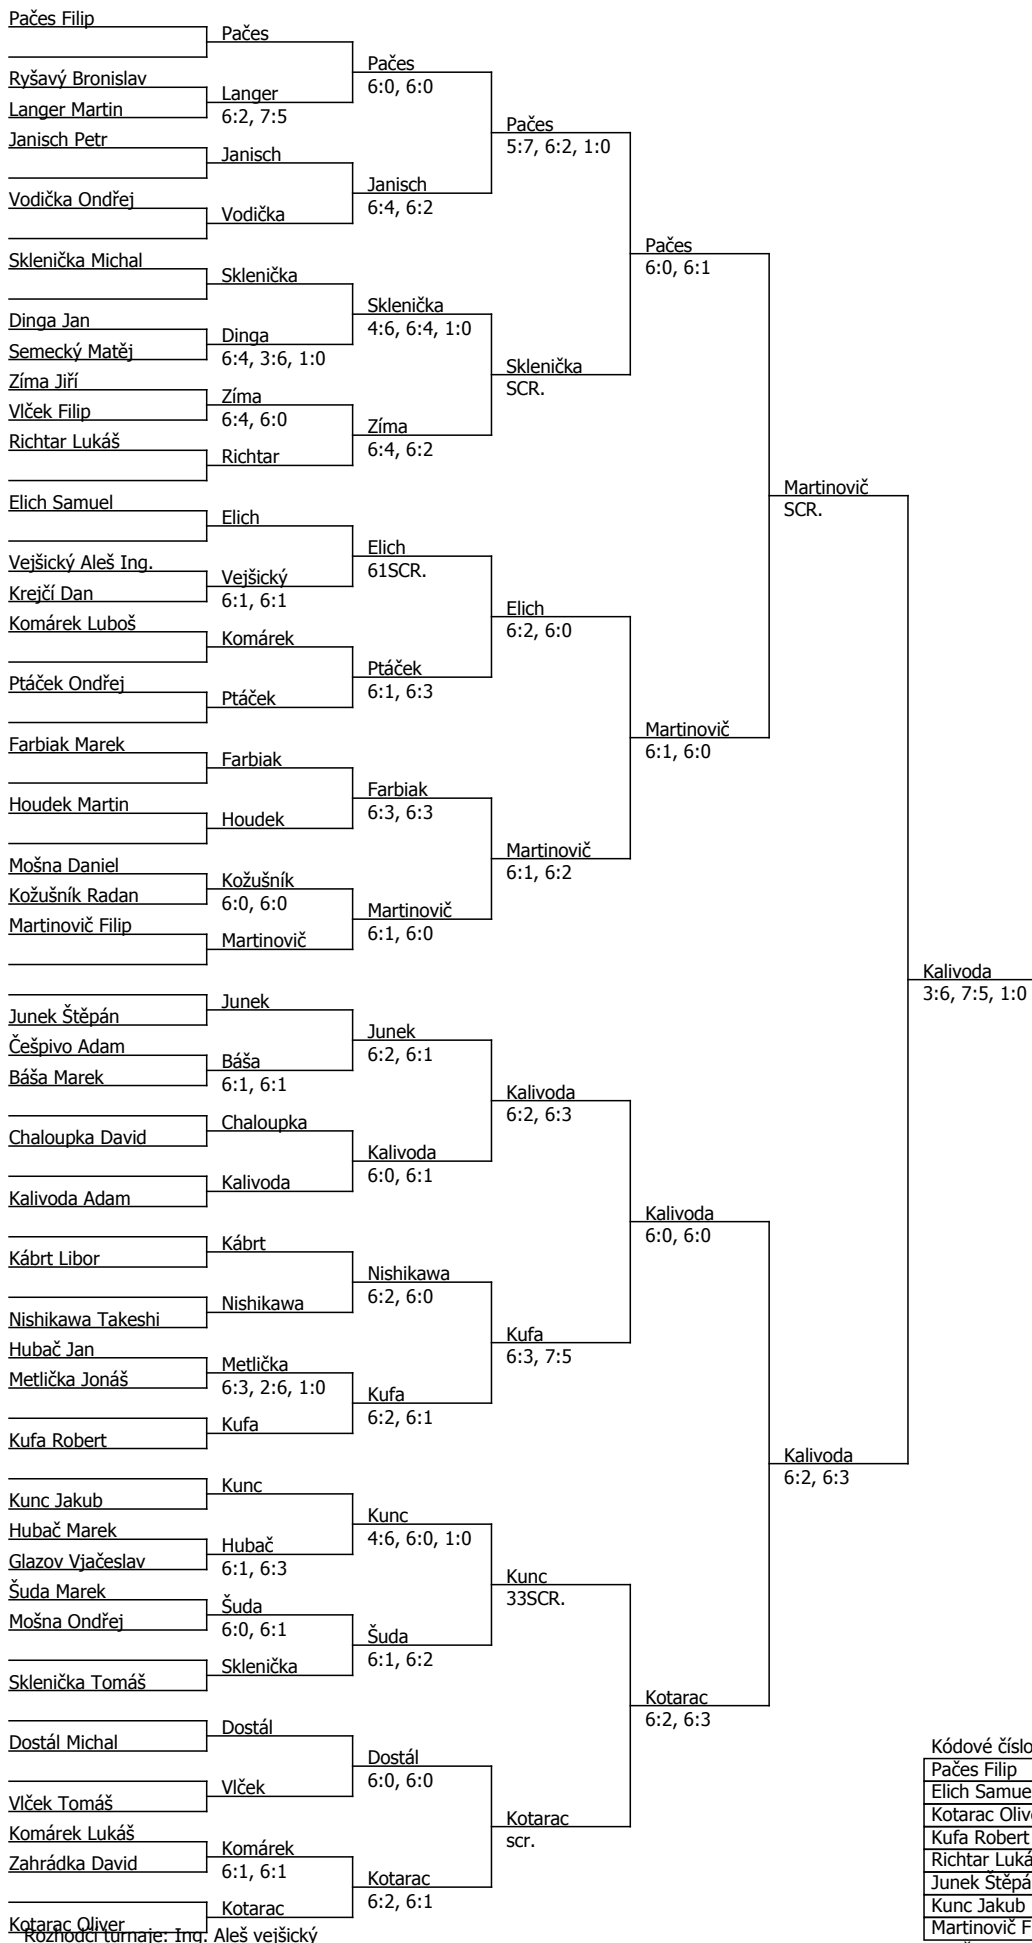 Pačes Filip
Ryšavý Bronislav
Langer Martin
Janisch Petr
Vodička Ondřej
Sklenička Michal
Dinga Jan
Semecký Matěj
Zíma Jiří
Vlček Filip
Richtar Lukáš
Elich Samuel
Vejšický Aleš Ing.
Krejčí Dan
Komárek Luboš
Ptáček Ondřej
Farbiak Marek
Houdek Martin
Mošna Daniel
Kožušník Radan
Martinovič Filip
Junek Štěpán
Češpivo Adam
Báša Marek
Chaloupka David
Kalivoda Adam
Kábrt Libor
Nishikawa Takeshi
Hubač Jan
Metlička Jonáš
Kufa Robert
Kunc Jakub
Hubač Marek
Glazov Vjačeslav
Šuda Marek
Mošna Ondřej
Sklenička Tomáš
Dostál Michal
Vlček Tomáš
Komárek Lukáš
Zahrádka David
Kotarac Oliver
Rozhodčí turnaje: Ing. Aleš vejšický
Pačes
Langer
6:2, 7:5
Janisch
Vodička
Sklenička
Dinga
6:4, 3:6, 1:0
Zíma
6:4, 6:0
Richtar
Elich
Vejšický
6:1, 6:1
Komárek
Ptáček
Farbiak
Houdek
Kožušník
6:0, 6:0
Martinovič
Junek
Báša
6:1, 6:1
Chaloupka
Kalivoda
Kábrt
Nishikawa
Metlička
6:3, 2:6, 1:0
Kufa
Kunc
Hubač
6:1, 6:3
Šuda
6:0, 6:1
Sklenička
Dostál
Vlček
Komárek
6:1, 6:1
Kotarac
Pačes
6:0, 6:0
Janisch
6:4, 6:2
Sklenička
4:6, 6:4, 1:0
Zíma
6:4, 6:2
Elich
61SCR.
Ptáček
6:1, 6:3
Farbiak
6:3, 6:3
Martinovič
6:1, 6:0
Junek
6:2, 6:1
Kalivoda
6:0, 6:1
Nishikawa
6:2, 6:0
Kufa
6:2, 6:1
Kunc
4:6, 6:0, 1:0
Šuda
6:1, 6:2
Dostál
6:0, 6:0
Kotarac
6:2, 6:1
Pačes
5:7, 6:2, 1:0
Sklenička
SCR.
Elich
6:2, 6:0
Martinovič
6:1, 6:2
Kalivoda
6:2, 6:3
Kufa
6:3, 7:5
Kunc
33SCR.
Kotarac
scr.
Pačes
6:0, 6:1
Martinovič
6:1, 6:0
Kalivoda
6:0, 6:0
Kotarac
6:2, 6:3
Martinovič
SCR.
Kalivoda
6:2, 6:3
Kalivoda
3:6, 7:5, 1:0
Kódové číslo
Pačes Filip
Elich Samue
Kotarac Olive
Kufa Robert
Richtar Luká
Junek Štěpá
Kunc Jakub
Martinovič F